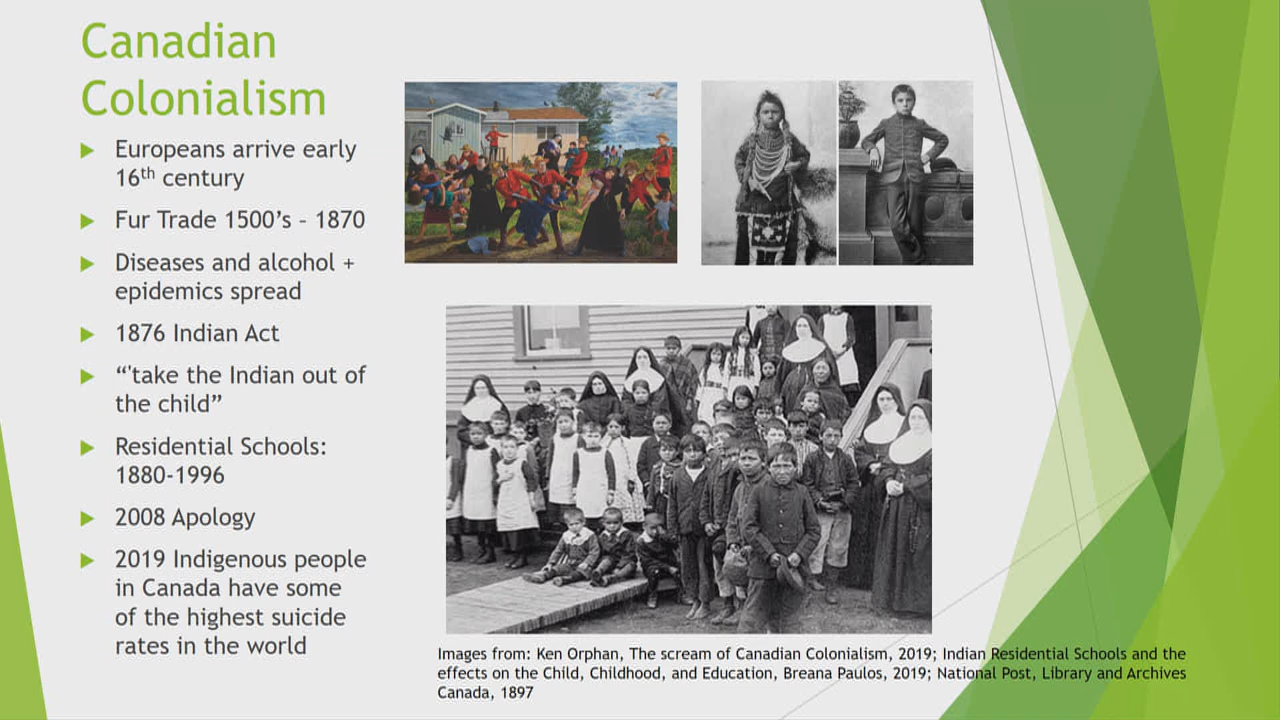 Canadian
Colonialism
Europeans arrive early
16th century
Fur Trade 1500's – 1870
Diseases and alcohol +
epidemics spread
1876 Indian Act
“'take the Indian out of
the child”
Residential Schools:
1880-1996
2008 Apology
2019 Indigenous people
in Canada have some
of the highest suicide
rates in the world
Images from: Ken Orphan, The scream of Canadian Colonialism, 2019; Indian Residential Schools and the
effects on the Child, Childhood, and Education, Breana Paulos, 2019; National Post, Library and Archives
Canada, 1897